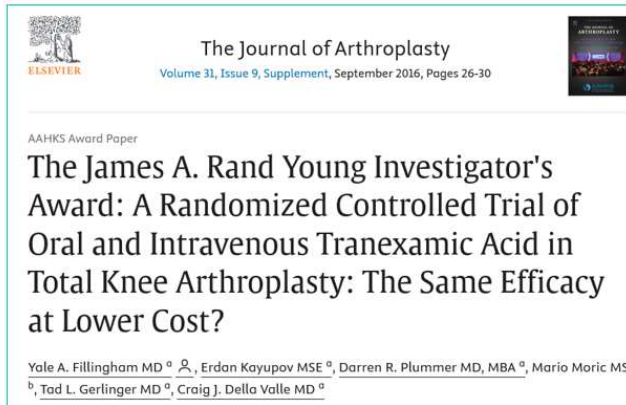 ELSEVIER
The Journal of Arthroplasty
Volume 31, Issue 9, Supplement, September 2016, Pages 26-30
ARTHROPLASTY
AAHKS Award Paper
The James A. Rand Young Investigator's
Award: A Randomized Controlled Trial of
Oral and Intravenous Tranexamic Acid in
Total Knee Arthroplasty: The Same Efficacy
at Lower Cost?
Yale A. Fillingham MD a, Erdan Kayupov MSE a, Darren R. Plummer MD, MBA a, Mario Moric MS
b, Tad L. Gerlinger MD a, Craig J. Della Valle MD a